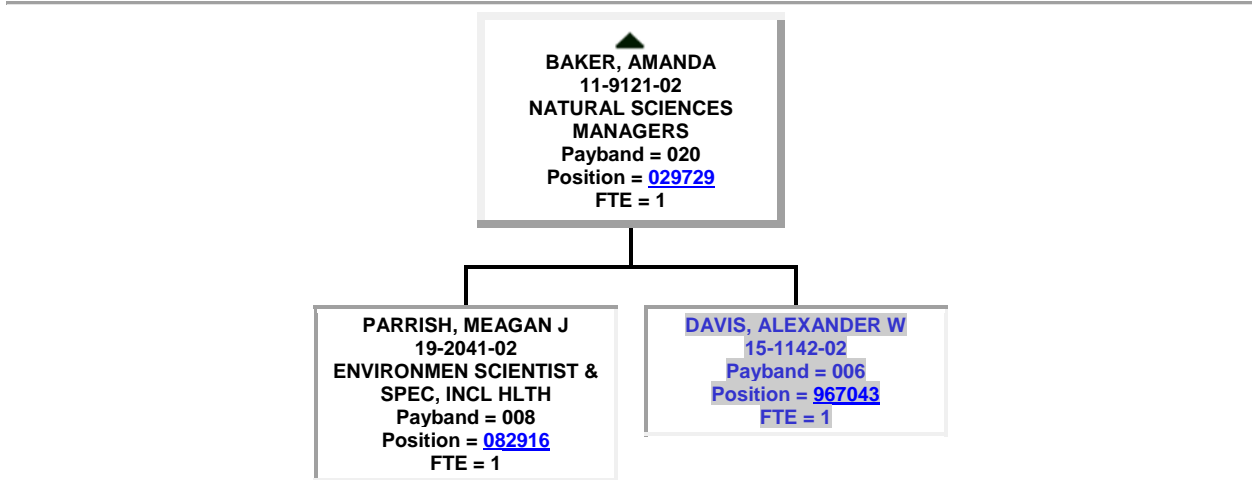 BAKER, AMANDA
11-9121-02
NATURAL SCIENCES
MANAGERS
Payband = 020
Position = 029729
FTE = 1
PARRISH, MEAGAN J
19-2041-02
ENVIRONMEN SCIENTIST &
SPEC, INCL HLTH
Payband = 008
Position = 082916
FTE = 1
DAVIS, ALEXANDER W
15-1142-02
Payband = 006
Position = 967043
FTE = 1